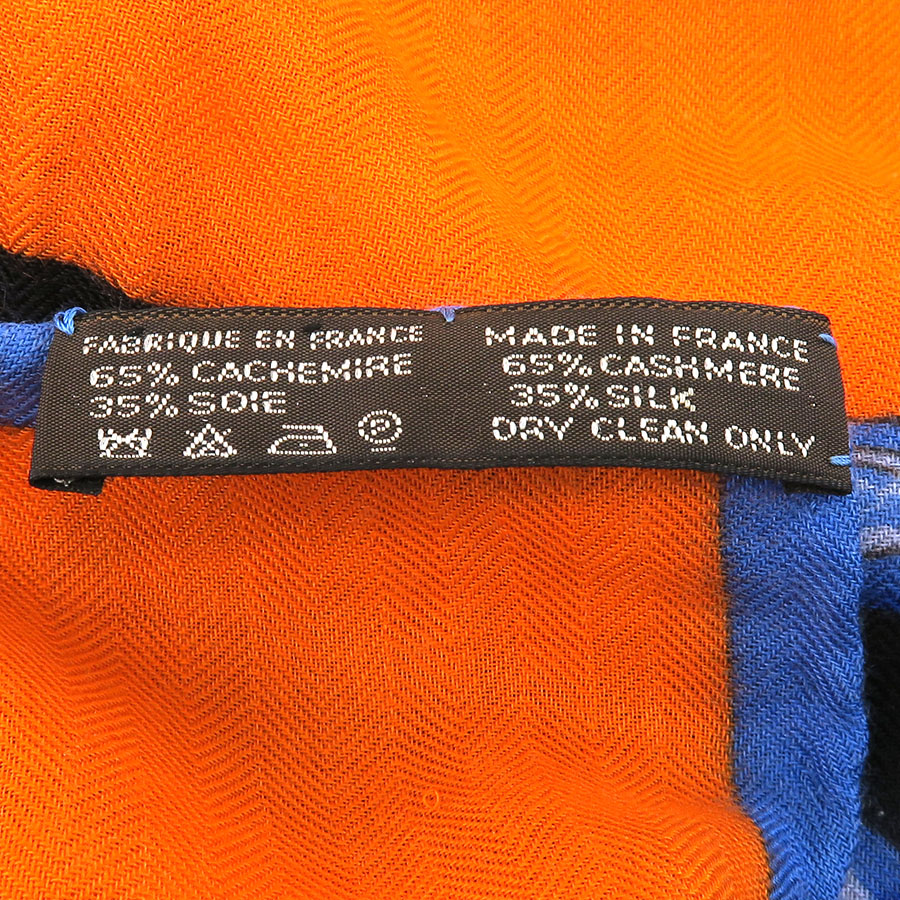 FABRIQUE EN FRANCE
65% CACHEMIRE
35% SOIE
P
MADE IN FRANCE
65% CASHMERE
35% SILK
DRY CLEAN ONLY